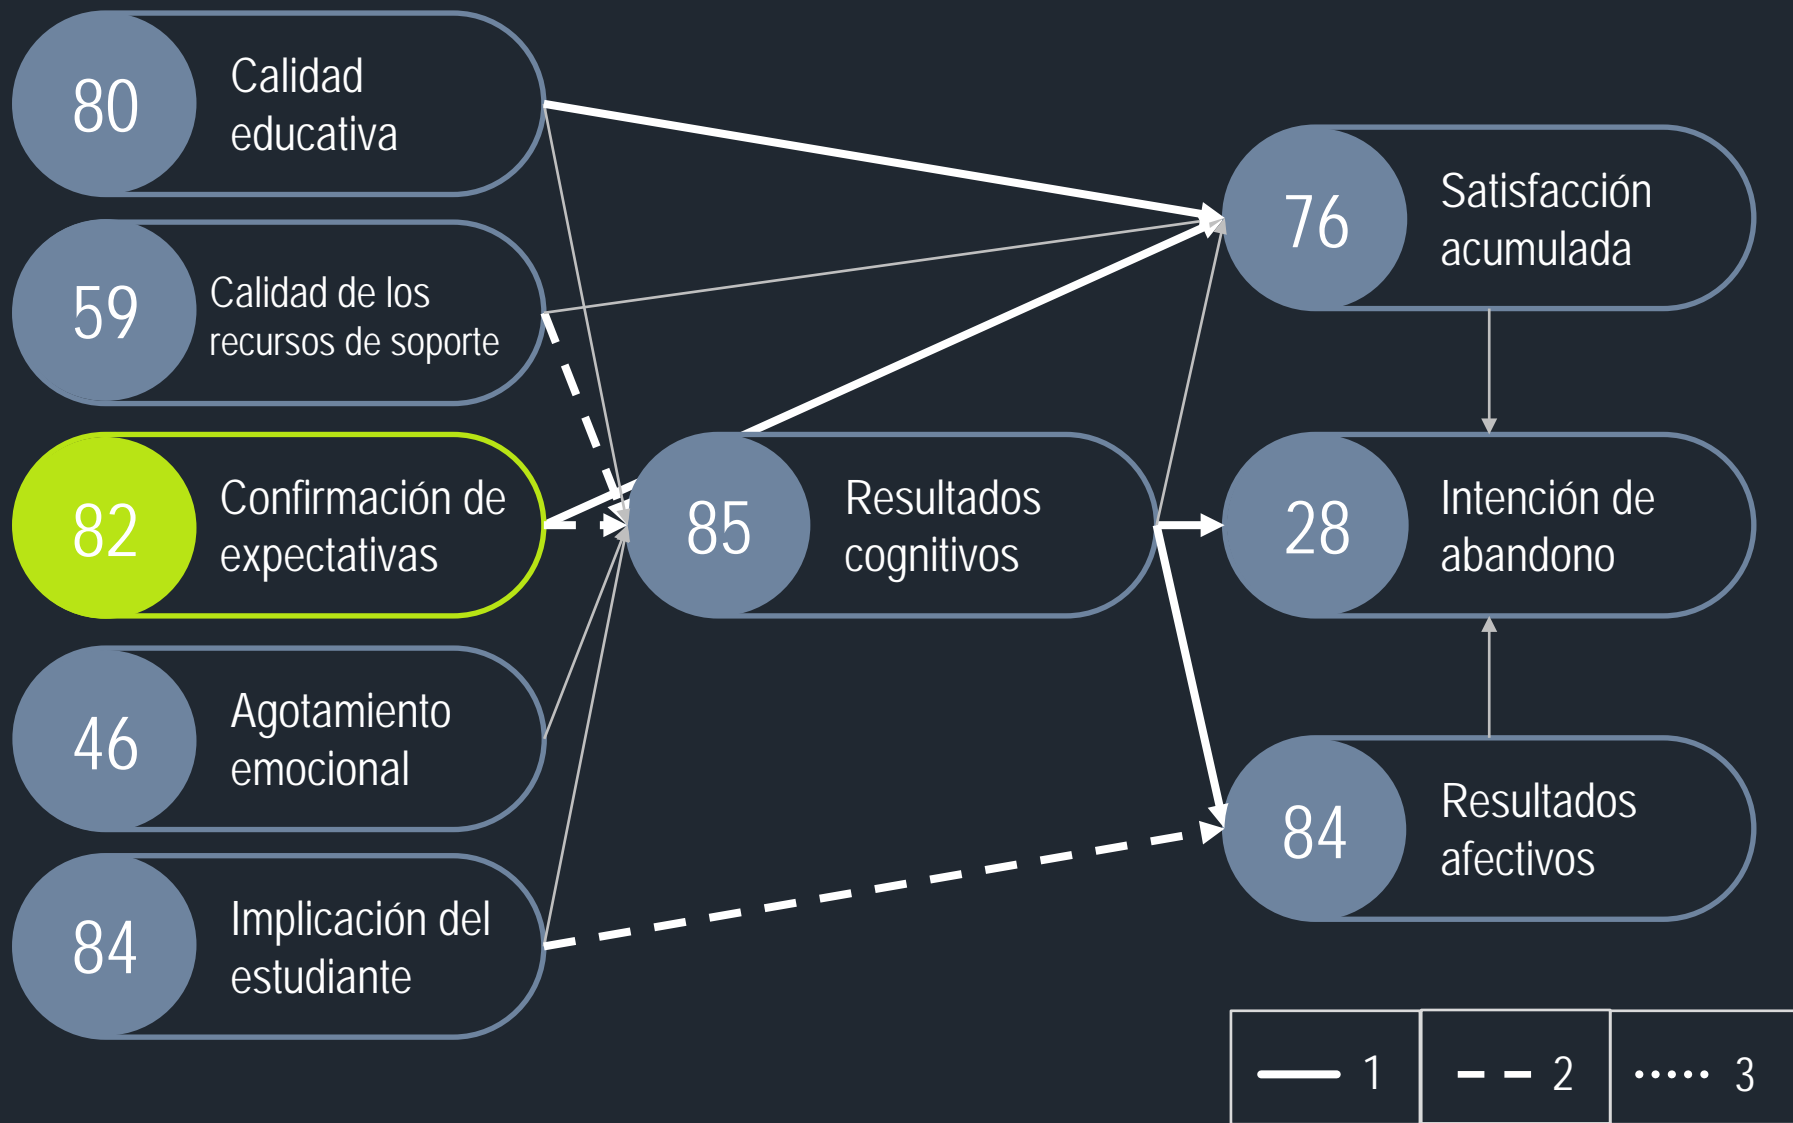 80
Calidad
educativa
59
Calidad de los
recursos de soporte
82
Confirmación de
expectativas
46
Agotamiento
emocional
84
Implicación del
estudiante
85
Resultados
cognitivos
76
Satisfacción
acumulada
28
Intención de
abandono
84
Resultados
afectivos
1
2
3